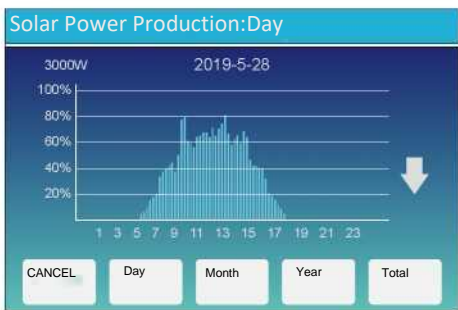 Solar Power Production:Day
3000W 2019-5-28
100%
80%
60%
40%
20%
1 3 5 7 9 11 13 15 17 19 21 23
CANCEL Day Month Year Total